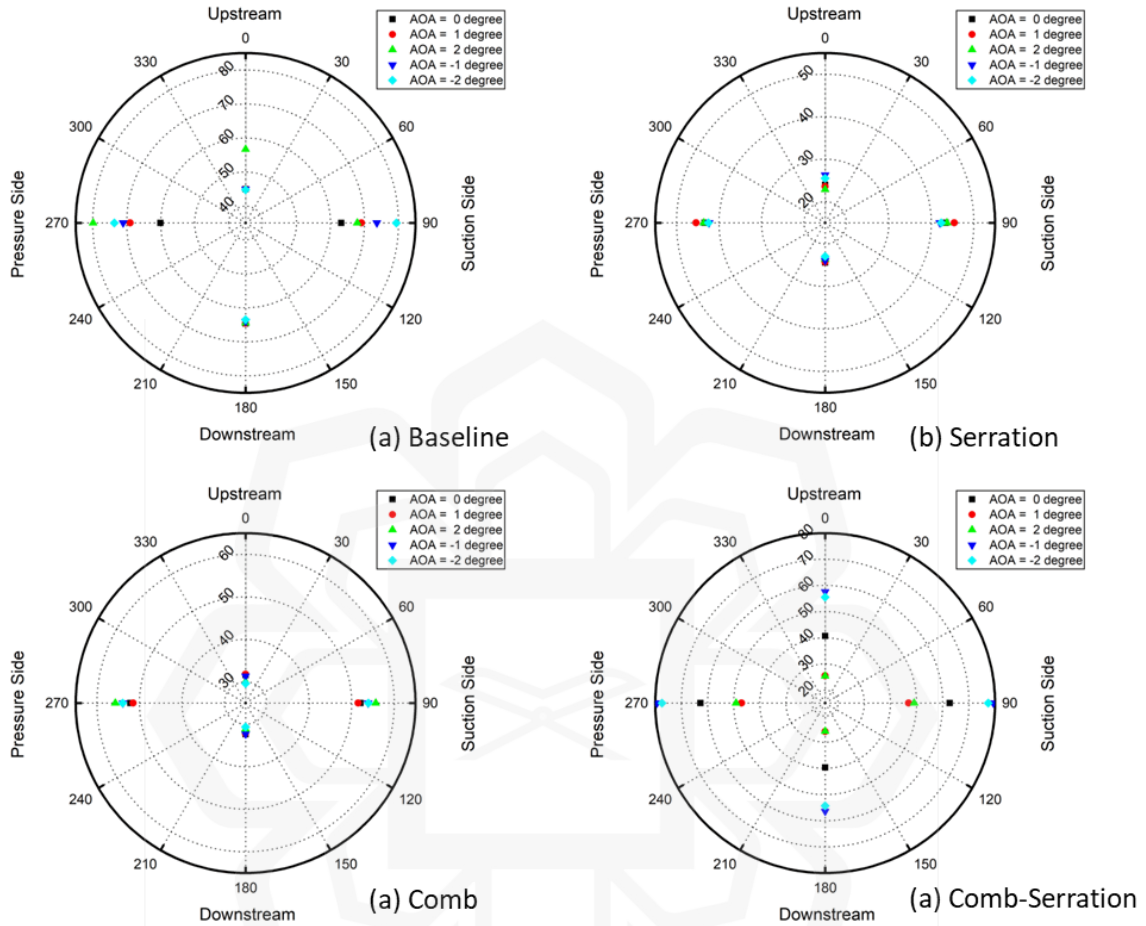 Upstream
AOA = 0 degree
AOA = 1 degree
AOA = 2 degree
AOA = -1 degree
AOA = -2 degree
0
30
60
90
120
150
180
210
240
270
300
330
80
70
60
50
40
Pressure Side
Suction Side
Downstream
(a) Baseline
Upstream
AOA = 0 degree
AOA = 1 degree
AOA = 2 degree
AOA = -1 degree
AOA = -2 degree
0
30
60
90
120
150
180
210
240
270
300
330
50
40
30
20
Pressure Side
Suction Side
Downstream
(b) Serration
Upstream
AOA = 0 degree
AOA = 1 degree
AOA = 2 degree
AOA = -1 degree
AOA = -2 degree
0
30
60
90
120
150
180
210
240
270
300
330
60
50
40
30
Pressure Side
Suction Side
Downstream
(a) Comb
Upstream
AOA = 0 degree
AOA = 1 degree
AOA = 2 degree
AOA = -1 degree
AOA = -2 degree
0
30
60
90
120
150
180
210
240
270
300
330
80
70
60
50
40
30
20
Pressure Side
Suction Side
Downstream
(a) Comb-Serration